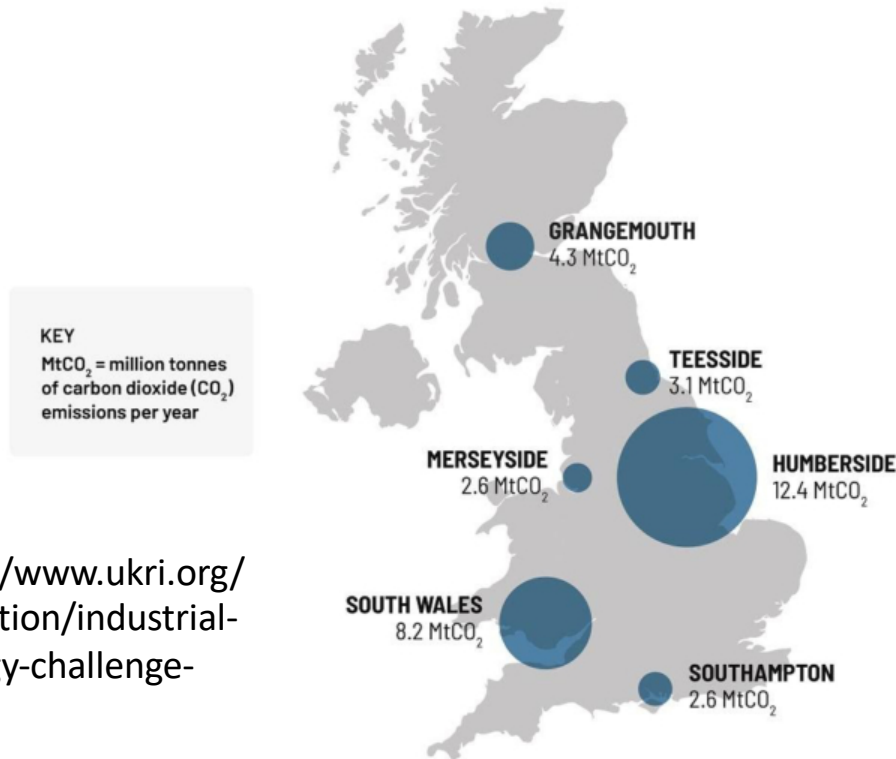 GRANGEMOUTH
4.3 MtCO₂
KEY
MtCO₂ = million tonnes
of carbon dioxide (CO₂)
emissions per year
TEESSIDE
3.1 MtCO₂
MERSEYSIDE
2.6 MtCO₂
HUMBERSIDE
12.4 MtCO₂
/www.ukri.org/
tion/industrial-
y-challenge-
SOUTH WALES
8.2 MtCO₂
SOUTHAMPTON
2.6 MtCO₂